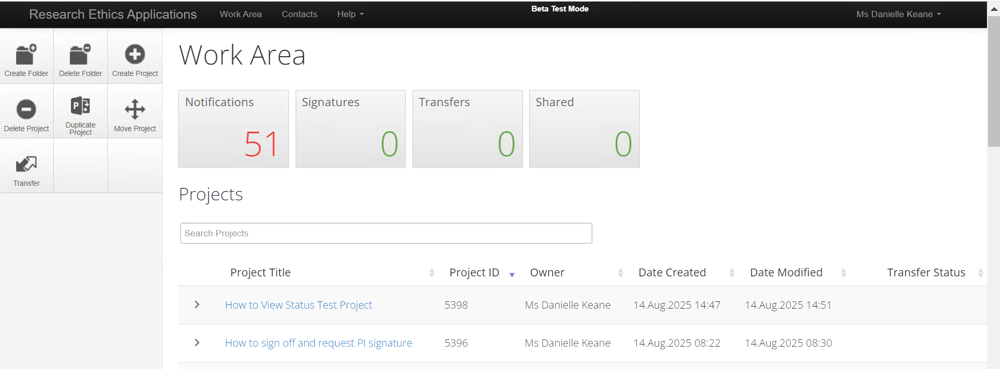 Research Ethics Applications Work Area Contacts Help Beta Test Mode Ms Danielle Keane
Create Folder Delete Folder Create Project
Delete Project Duplicate Project Move Project
Transfer
Work Area
Notifications Signatures Transfers Shared
51 0 0 0
Projects
Search Projects
Project Title Project ID Owner Date Created Date Modified Transfer Status
How to View Status Test Project 5398 Ms Danielle Keane 14.Aug.2025 14:47 14.Aug.2025 14:51
How to sign off and request PI signature 5396 Ms Danielle Keane 14.Aug.2025 08:22 14.Aug.2025 08:30